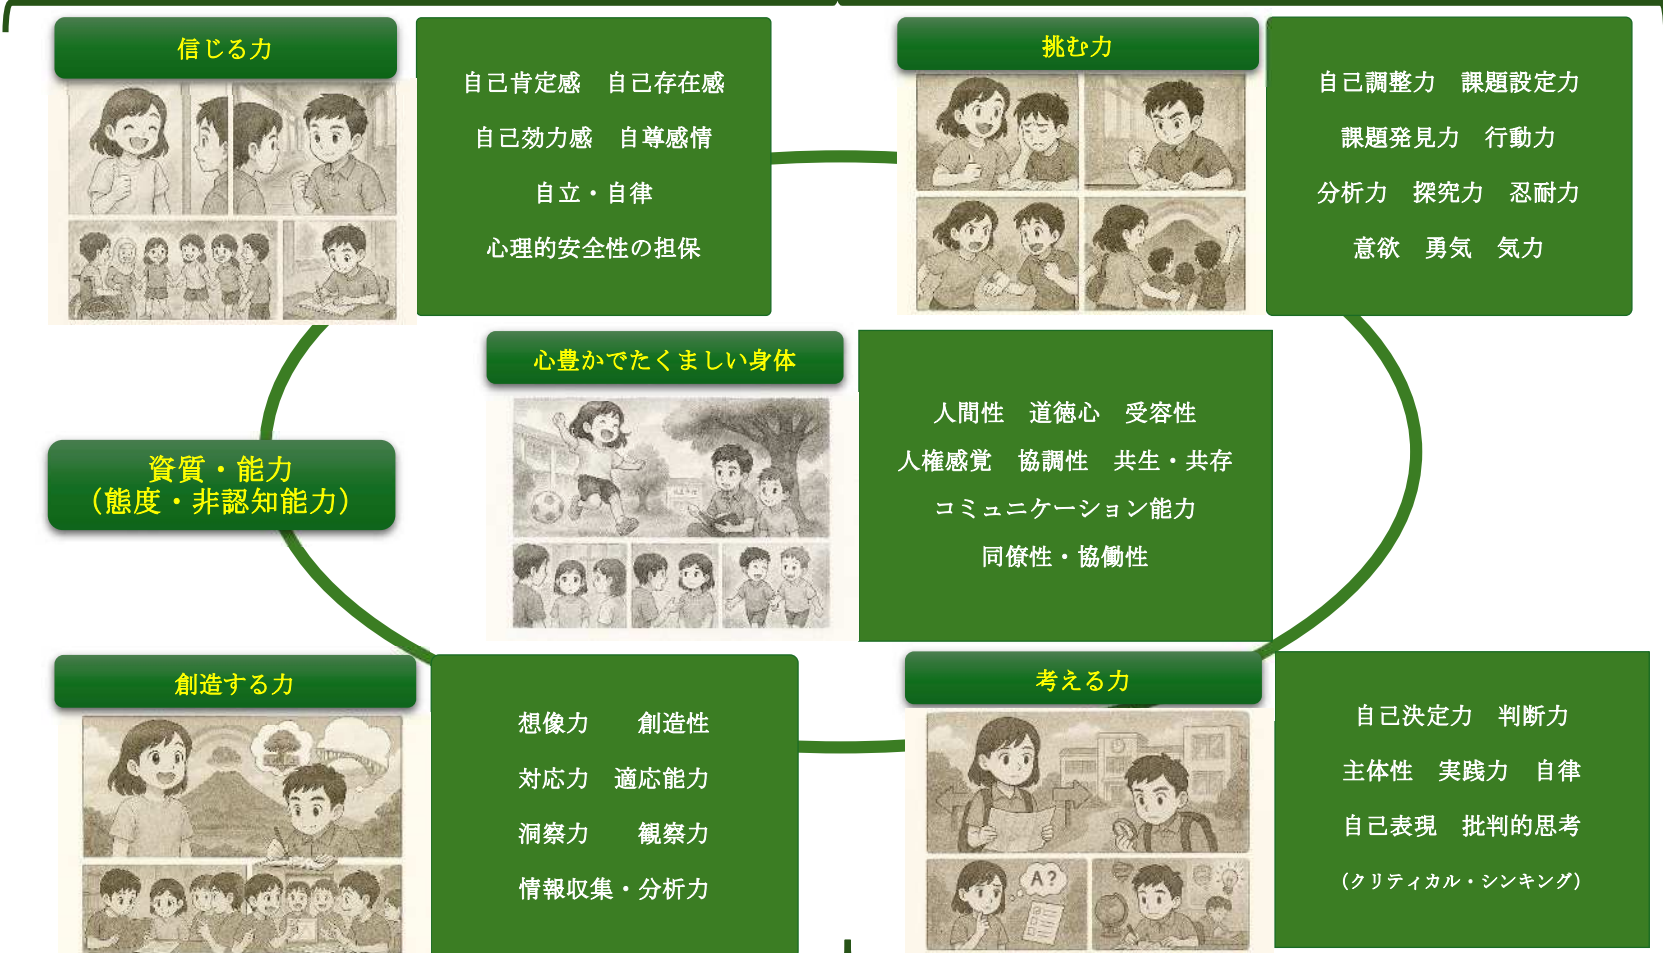 信じる力
自己肯定感　自己存在感
自己効力感　自尊感情
自立・自律
心理的安全性の担保
挑む力
自己調整力　課題設定力
課題発見力　行動力
分析力　探究力　忍耐力
意欲　勇気　気力
心豊かでたくましい身体
人間性　道徳心　受容性
人権感覚　協調性　共生・共存
コミュニケーション能力
同僚性・協働性
資質・能力
（態度・非認知能力）
創造する力
想像力　　創造性
対応力　適応能力
洞察力　　観察力
情報収集・分析力
考える力
自己決定力　判断力
主体性　実践力　自律
自己表現　批判的思考
（クリティカル・シンキング）
A?